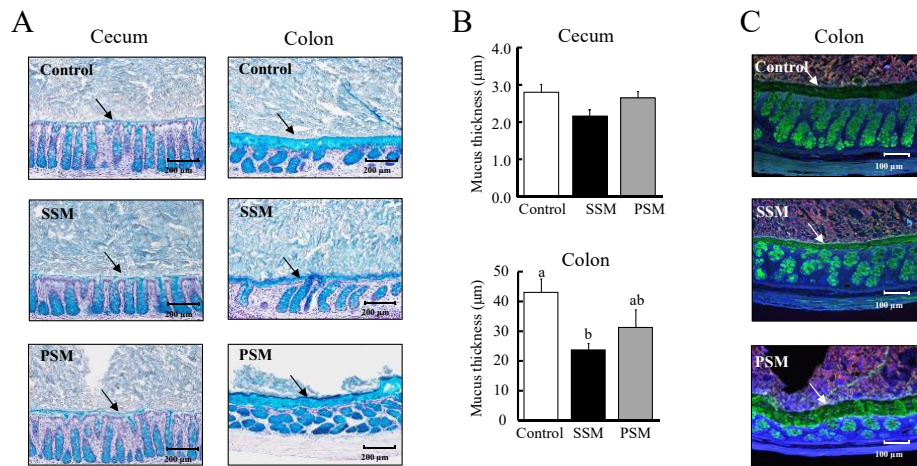 A
Cecum
Colon
Control
200 µm
Control
200 µm
SSM
200 µm
SSM
200 µm
PSM
200 µm
PSM
200 µm
B
Cecum
Mucus thickness (µm)
4.0
3.0
2.0
1.0
0.0
Control SSM PSM
Colon
Mucus thickness (µm)
50
40
30
20
10
0
a
b
ab
Control SSM PSM
C
Colon
Control
100 µm
SSM
100 µm
PSM
100 µm